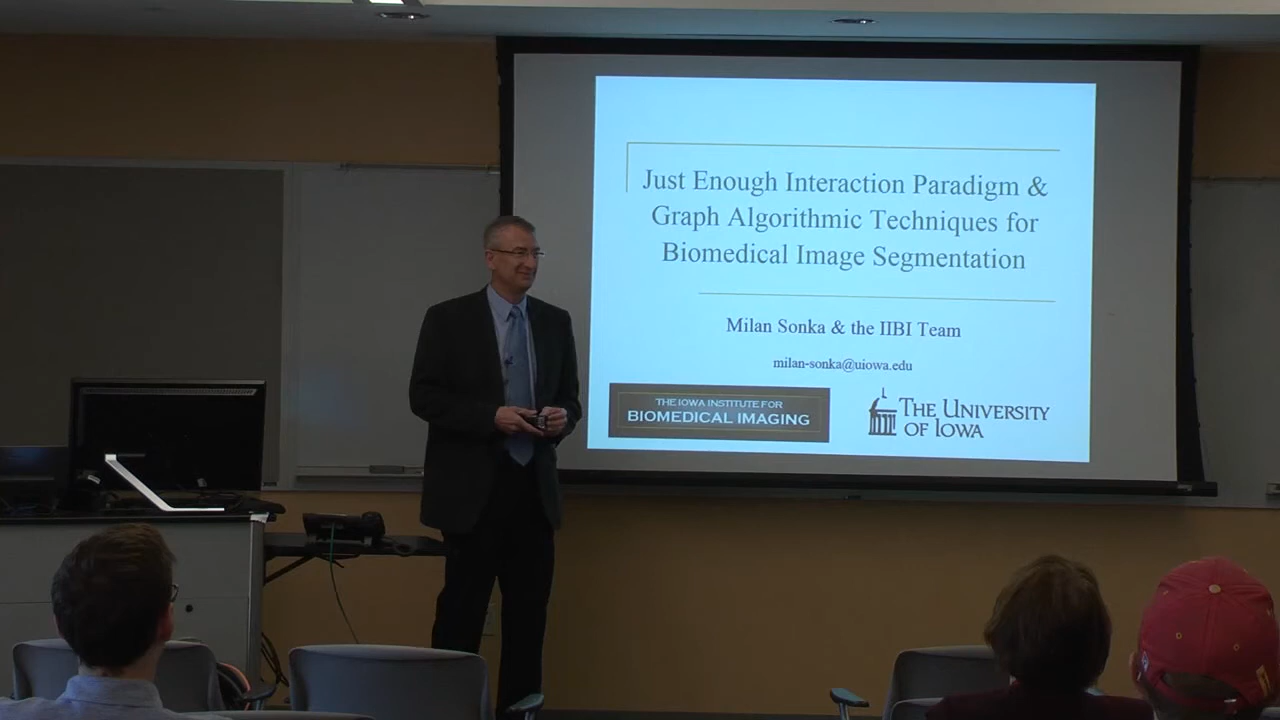 Just Enough Interaction Paradigm &
Graph Algorithmic Techniques for
Biomedical Image Segmentation
Milan Sonka & the IIBI Team
milan-sonka@uiowa.edu
THE IOWA INSTITUTE FOR
BIOMEDICAL IMAGING
THE UNIVERSITY
OF IOWA